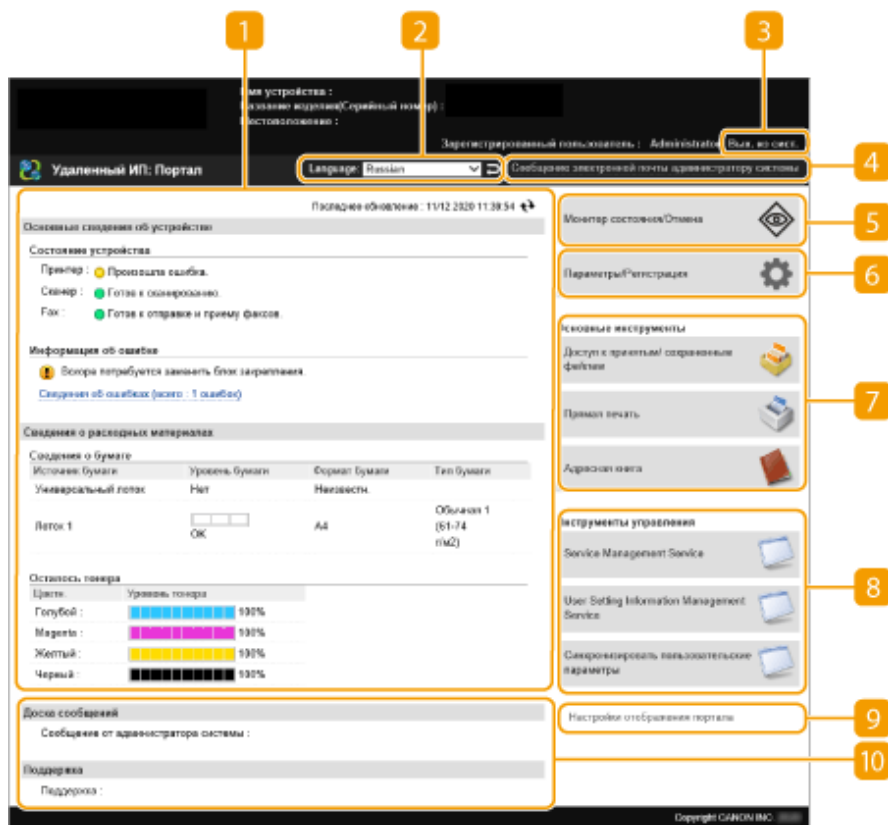 1
2
3
Имя устройства :
Название изделия(Серийный номер) :
Местоположение :
Зарегистрированный пользователь : Administrator Вых. из сист.
Удаленный ИП: Портал
Language: Russian
Сообщение электронной почты администратору системы
4
Последнее обновление : 11/12 2020 11:39:54
Основные сведения об устройстве
Состояние устройства
Принтер : Произошла ошибка.
Сканер : Готов к сканированию.
Fax : Готов к отправке и приему факсов.
Информация об ошибке
Вскоре потребуется заменить блок закрепления.
Сведения об ошибках (всего : 1 ошибок)
Сведения о расходных материалах
Сведения о бумаге
Источник бумаги Уровень бумаги Формат бумаги Тип бумаги
Универсальный лоток Нет Неизвестн.
Лоток 1 OK A4 Обычная 1 (61-74 г/м2)
Осталось тонера
Цветн. Уровень тонера
Голубой : 100%
Magenta : 100%
Желтый : 100%
Черный : 100%
Монитор состояния/Отмена
5
Параметры/Регистрация
6
Основные инструменты
Доступ к принятым/ сохраненным
файлам
Прямая печать
7
Адресная книга
Инструменты управления
Service Management Service
User Setting Information Management
Service
8
Синхронизировать пользовательские
параметры
Настройки отображения портала
9
Доска сообщений
Сообщение от администратора системы :
10
Поддержка
Поддержка :
Copyright CANON INC.